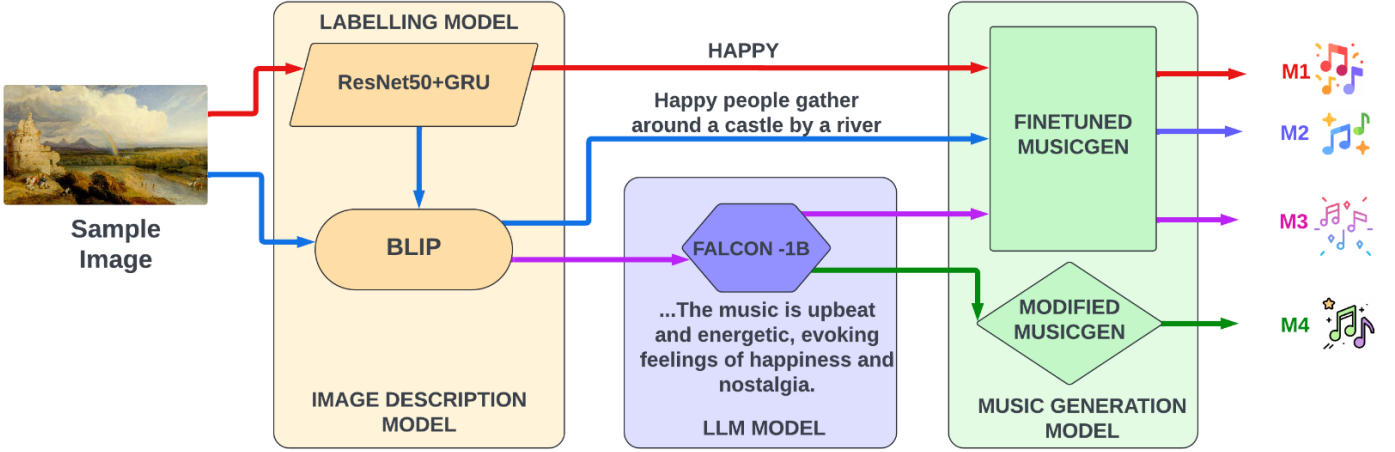 LABELLING MODEL
ResNet50+GRU
HAPPY
Happy people gather
around a castle by a river
Sample
Image
BLIP
IMAGE DESCRIPTION
MODEL
FALCON -1B
...The music is upbeat
and energetic, evoking
feelings of happiness and
nostalgia.
LLM MODEL
FINETUNED
MUSICGEN
MODIFIED
MUSICGEN
MUSIC GENERATION
MODEL
M1
M2
M3
M4